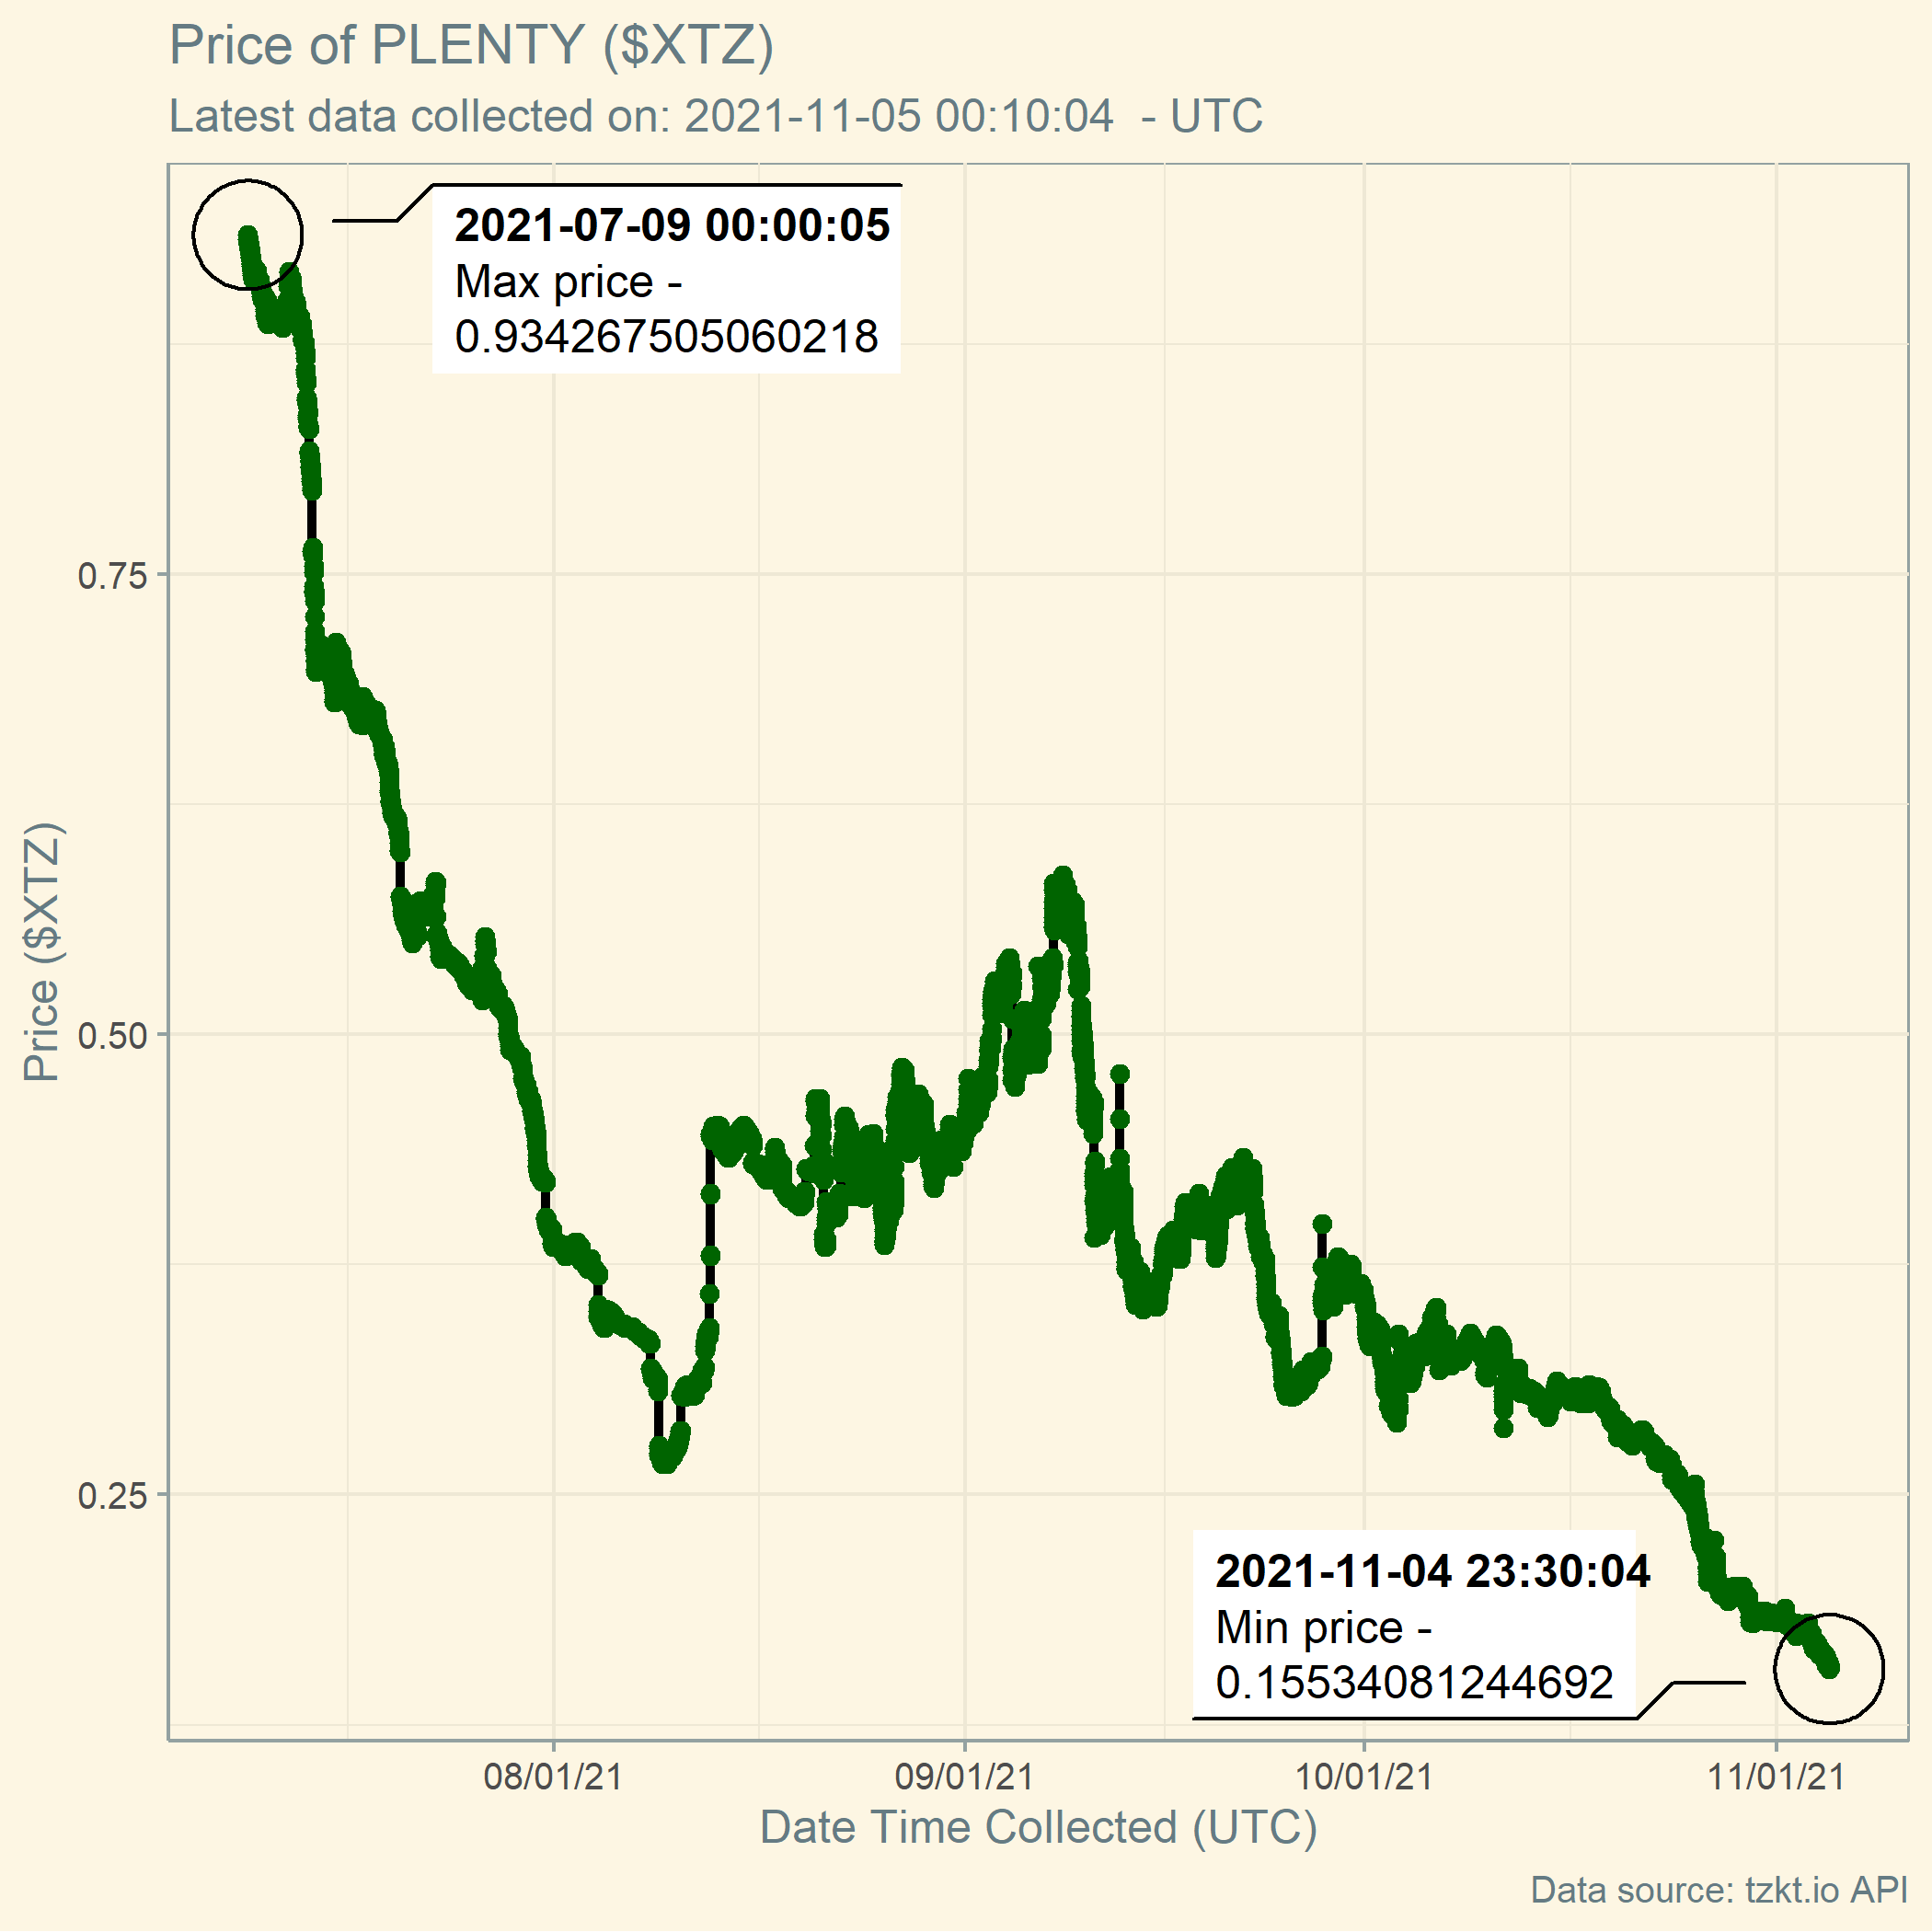 Price of PLENTY ($XTZ)
Latest data collected on: 2021-11-05 00:10:04  - UTC
2021-07-09 00:00:05
Max price -
0.934267505060218
0.75
0.50
0.25
Price ($XTZ)
2021-11-04 23:30:04
Min price -
0.15534081244692
08/01/21
09/01/21
10/01/21
11/01/21
Date Time Collected (UTC)
Data source: tzkt.io API